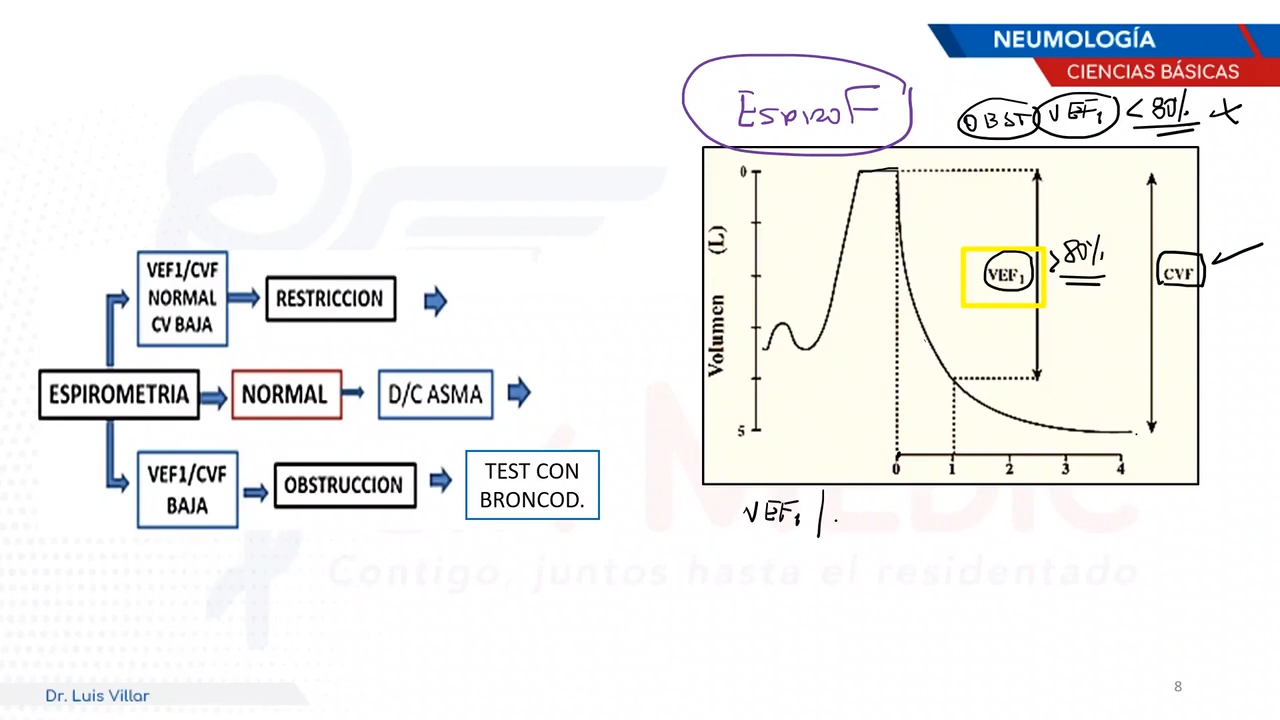 NEUMOLOGÍA
CIENCIAS BÁSICAS
EspiroF
OBST VEF₁ < 80%
0
Volumen (L)
5
VEF₁
> 80%
CVF
0 1 2 3 4
VEF₁ /
VEF1/CVF
NORMAL
CV BAJA
RESTRICCION
ESPIROMETRIA
NORMAL
D/C ASMA
VEF1/CVF
BAJA
OBSTRUCCION
TEST CON
BRONCOD.
MEDIC
Contigo, juntos hasta el residentado
Dr. Luis Villar
8